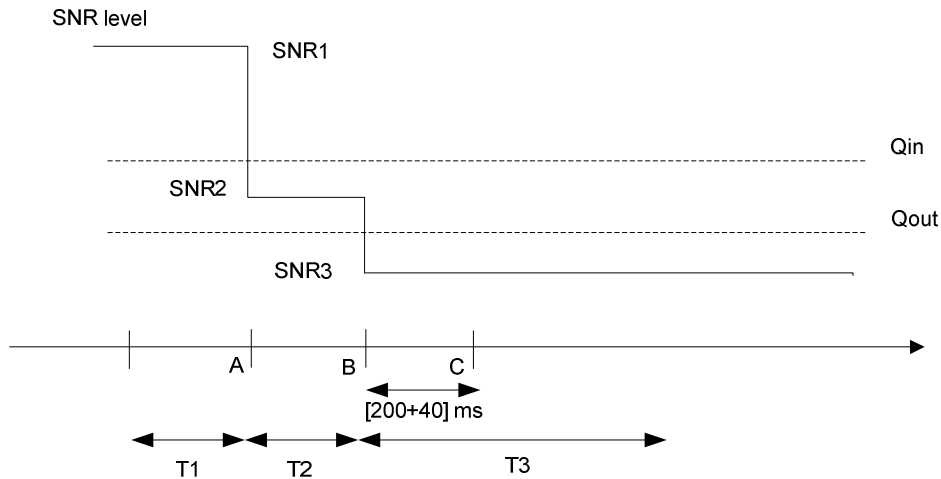 SNR level
SNR1
Qin
SNR2
Qout
SNR3
A
B
C
[200+40] ms
T1
T2
T3